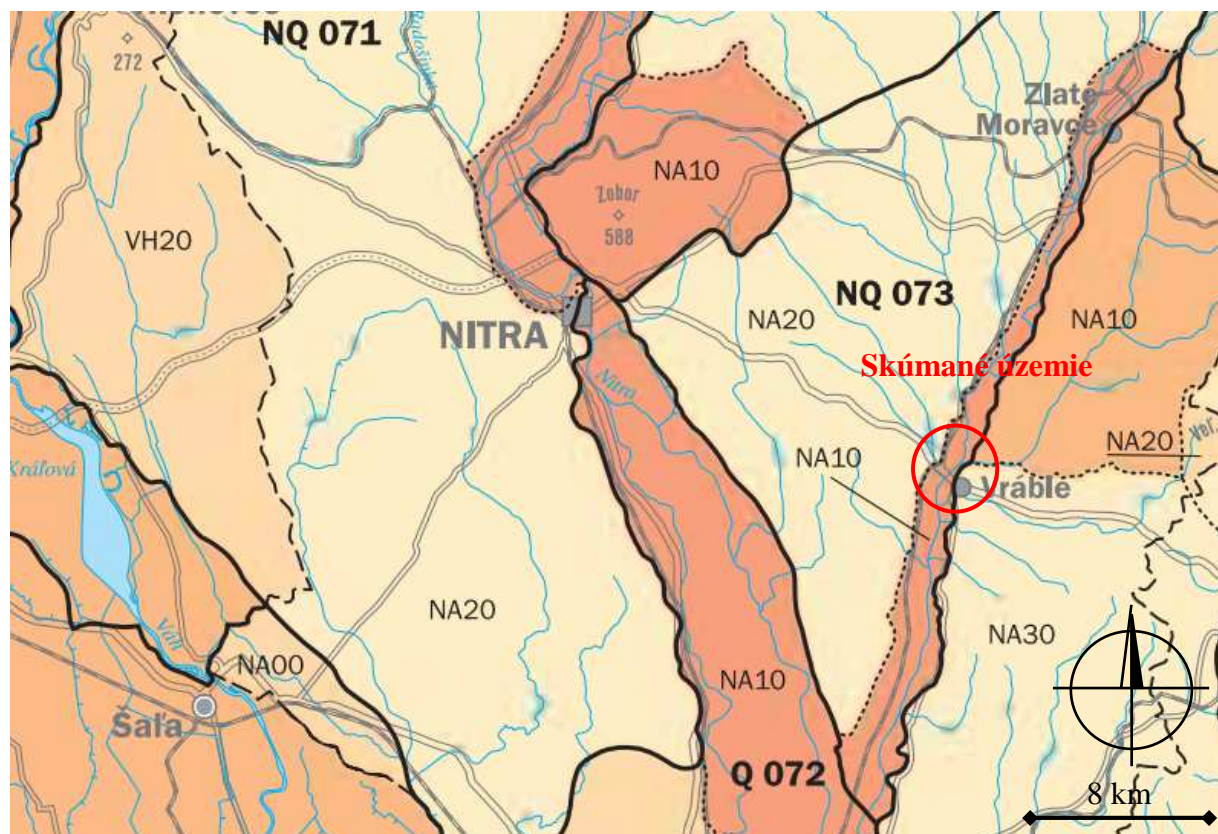 NQ 071
272
Radošinka
Zlaté
Moravce
NA10
Zobor
588
VH20
NQ 073
NA20
NA10
NITRA
Skúmané územie
Nitra
NA20
NA10
Kráľová
Vráble
NA20
NA30
Váh
NA00
NA10
Šaľa
Q 072
8 km